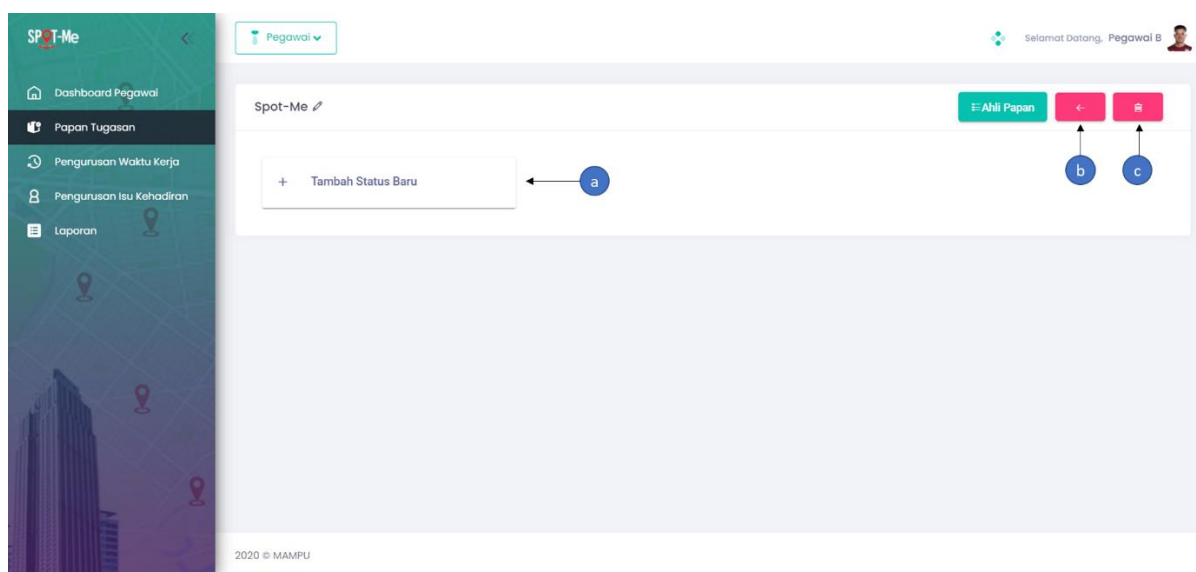 SPOT-Me
Pegawai
Selamat Datang, Pegawai B
Dashboard Pegawai
Papan Tugasan
Pengurusan Waktu Kerja
Pengurusan Isu Kehadiran
Laporan
Spot-Me
Ahli Papan
+ Tambah Status Baru
a
b
c
2020 © MAMPU